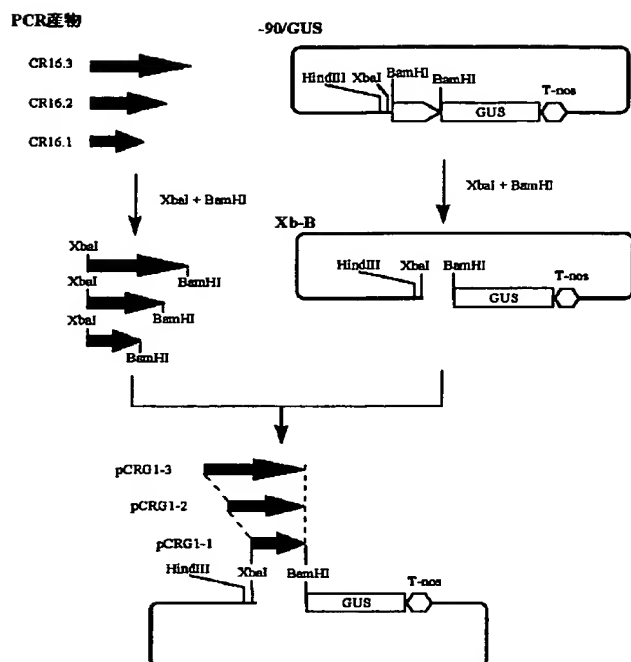 PCR産物
CR16.3
CR16.2
CR16.1
XbaI + BamHI
XbaI
BamHI
XbaI
BamHI
XbaI
BamHI
-90/GUS
HindIII XbaI BamHI
BamHI
T-nos
GUS
XbaI + BamHI
Xb-B
HindIII XbaI BamHI
T-nos
GUS
pCRG1-3
pCRG1-2
pCRG1-1
HindIII XbaI BamHI
T-nos
GUS